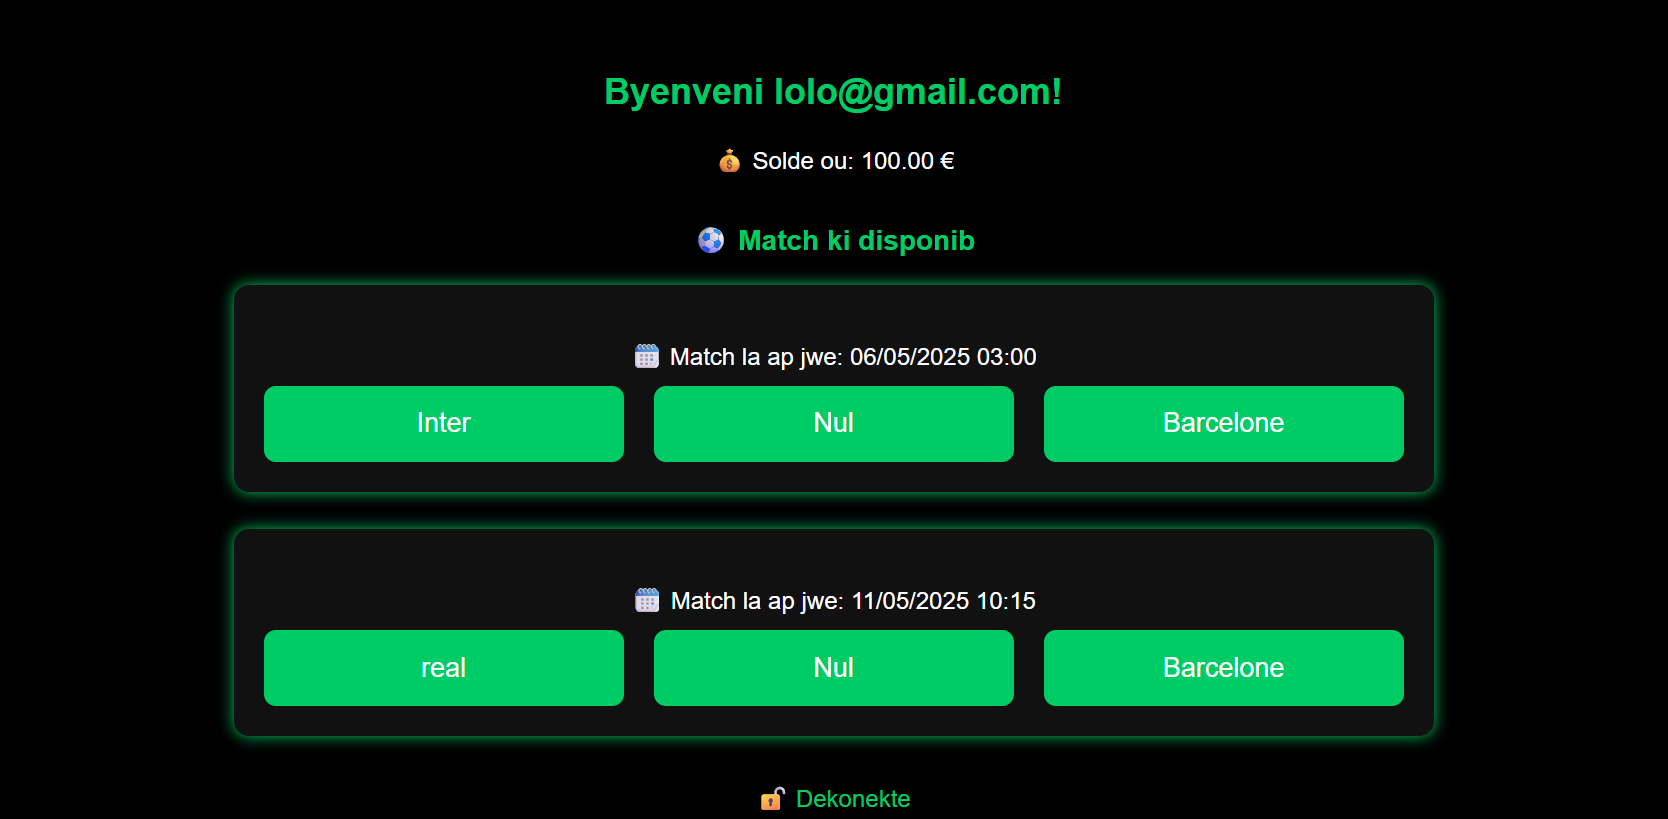 Byenveni lolo@gmail.com!
💰 Solde ou: 100.00 €
⚽ Match ki disponib
🗓️ Match la ap jwe: 06/05/2025 03:00
Inter Nul Barcelone
🗓️ Match la ap jwe: 11/05/2025 10:15
real Nul Barcelone
🔓 Dekonekte